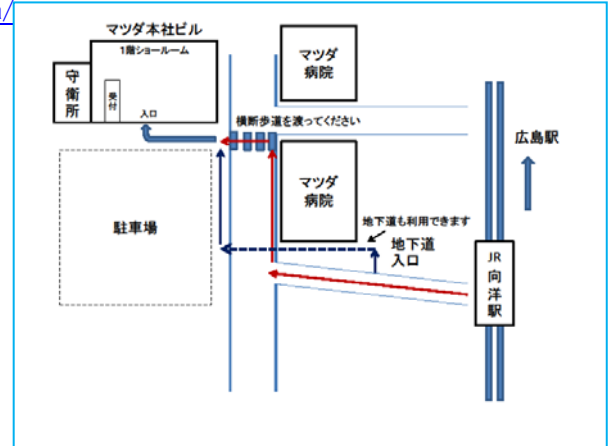 n/
マツダ本社ビル
1階ショールーム
守
衛
所
受
付
入口
マツダ
病院
横断歩道を渡ってください
広島駅
マツダ
病院
駐車場
地下道も利用できます
地下道
入口
JR
向
洋
駅